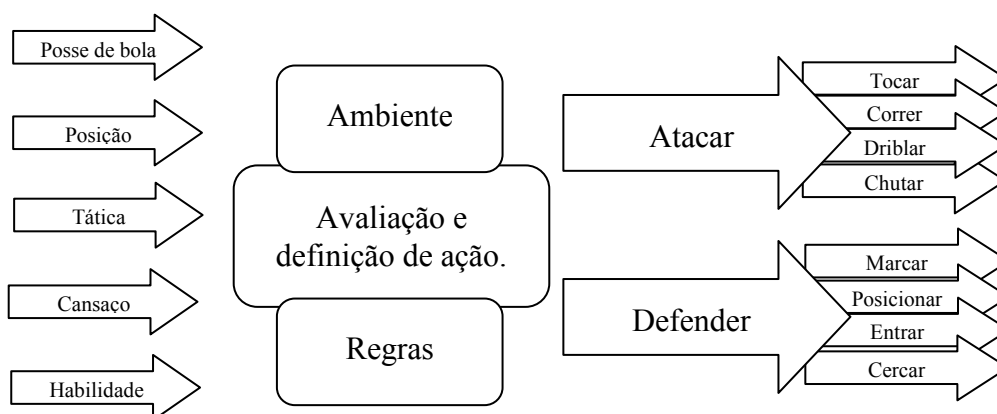 Posse de bola
Posição
Tática
Cansaço
Habilidade
Ambiente
Avaliação e
definição de ação.
Regras
Atacar
Tocar
Correr
Driblar
Chutar
Defender
Marcar
Posicionar
Entrar
Cercar